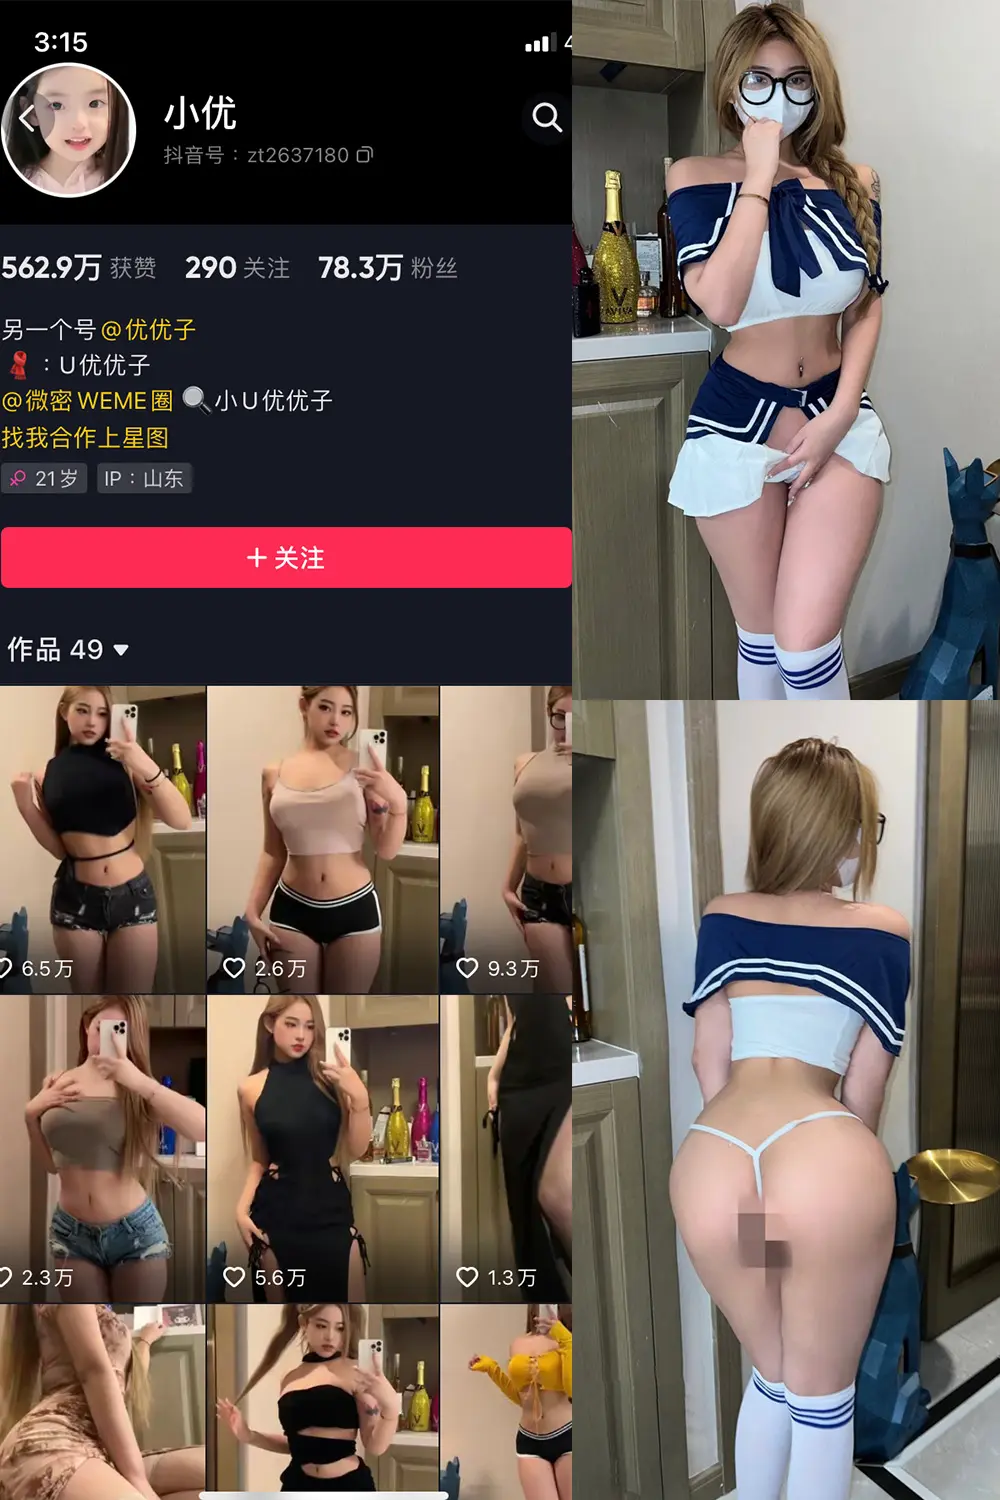 3:15
4
小优
抖音号：zt2637180
562.9万 获赞 290 关注 78.3万 粉丝
另一个号 @优优子
：U优优子
@微密 WEME圈 🔍小U优优子
找我合作上星图
21岁 IP：山东
+ 关注
作品 49
6.5万 2.6万 9.3万
2.3万 5.6万 1.3万